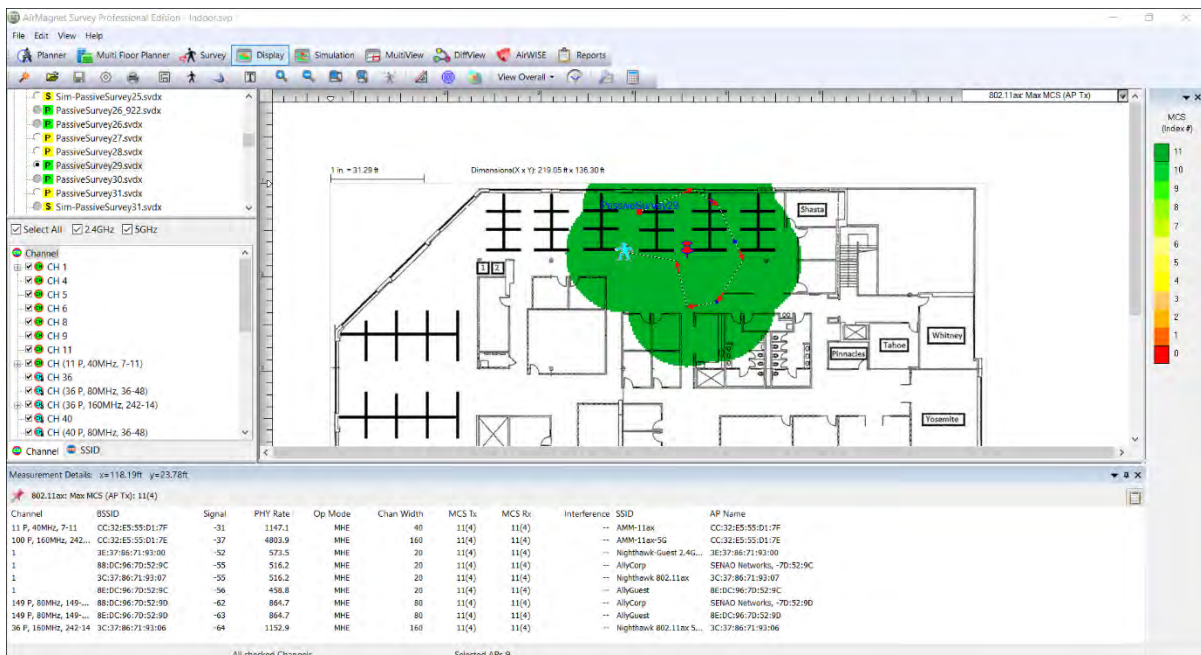 AirMagnet Survey Professional Edition - Indoor.svp
File Edit View Help
Planner Multi Floor Planner Survey Display Simulation MultiView DiffView AirWISE Reports
View Overall
S Sim-PassiveSurvey25.svdx
P PassiveSurvey26_922.svdx
P PassiveSurvey26.svdx
P PassiveSurvey27.svdx
P PassiveSurvey28.svdx
P PassiveSurvey29.svdx
P PassiveSurvey30.svdx
P PassiveSurvey31.svdx
S Sim-PassiveSurvey31.svdx
Select All 2.4GHz 5GHz
Channel
CH 1
CH 4
CH 5
CH 6
CH 8
CH 9
CH 11
CH (11 P, 40MHz, 7-11)
CH 36
CH (36 P, 80MHz, 36-48)
CH (36 P, 160MHz, 242-14)
CH 40
CH (40 P, 80MHz, 36-48)
Channel SSID
802.11ax: Max MCS (AP Tx)
1 in. = 31.29 ft Dimensions(X x Y): 219.05 ft x 136.30 ft
PassiveSurvey29
Shasta
1 2
Whitney
Tahoe
Pinnacles
Yosemite
MCS
(Index #)
11
10
9
8
7
6
5
4
3
2
1
0
Measurement Details: x=118.19ft y=23.78ft
802.11ax: Max MCS (AP Tx): 11(4)
Channel BSSID Signal PHY Rate Op Mode Chan Width MCS Tx MCS Rx Interference SSID AP Name
11 P, 40MHz, 7-11 CC:32:E5:55:D1:7F -31 1147.1 MHE 40 11(4) 11(4) -- AMM-11ax CC:32:E5:55:D1:7F
100 P, 160MHz, 242... CC:32:E5:55:D1:7E -37 4803.9 MHE 160 11(4) 11(4) -- AMM-11ax-5G CC:32:E5:55:D1:7E
1 3E:37:86:71:93:00 -52 573.5 MHE 20 11(4) 11(4) -- Nighthawk-Guest 2.4G... 3E:37:86:71:93:00
1 88:DC:96:7D:52:9C -55 516.2 MHE 20 11(4) 11(4) -- AllyCorp SENAO Networks, -7D:52:9C
1 3C:37:86:71:93:07 -55 516.2 MHE 20 11(4) 11(4) -- Nighthawk 802.11ax 3C:37:86:71:93:07
1 8E:DC:96:7D:52:9C -56 458.8 MHE 20 11(4) 11(4) -- AllyGuest 8E:DC:96:7D:52:9C
149 P, 80MHz, 149-... 88:DC:96:7D:52:9D -62 864.7 MHE 80 11(4) 11(4) -- AllyCorp SENAO Networks, -7D:52:9D
149 P, 80MHz, 149-... 8E:DC:96:7D:52:9D -63 864.7 MHE 80 11(4) 11(4) -- AllyGuest 8E:DC:96:7D:52:9D
36 P, 160MHz, 242-14 3C:37:86:71:93:06 -64 1152.9 MHE 160 11(4) 11(4) -- Nighthawk 802.11ax 5... 3C:37:86:71:93:06
All checked Channels Selected APs 9